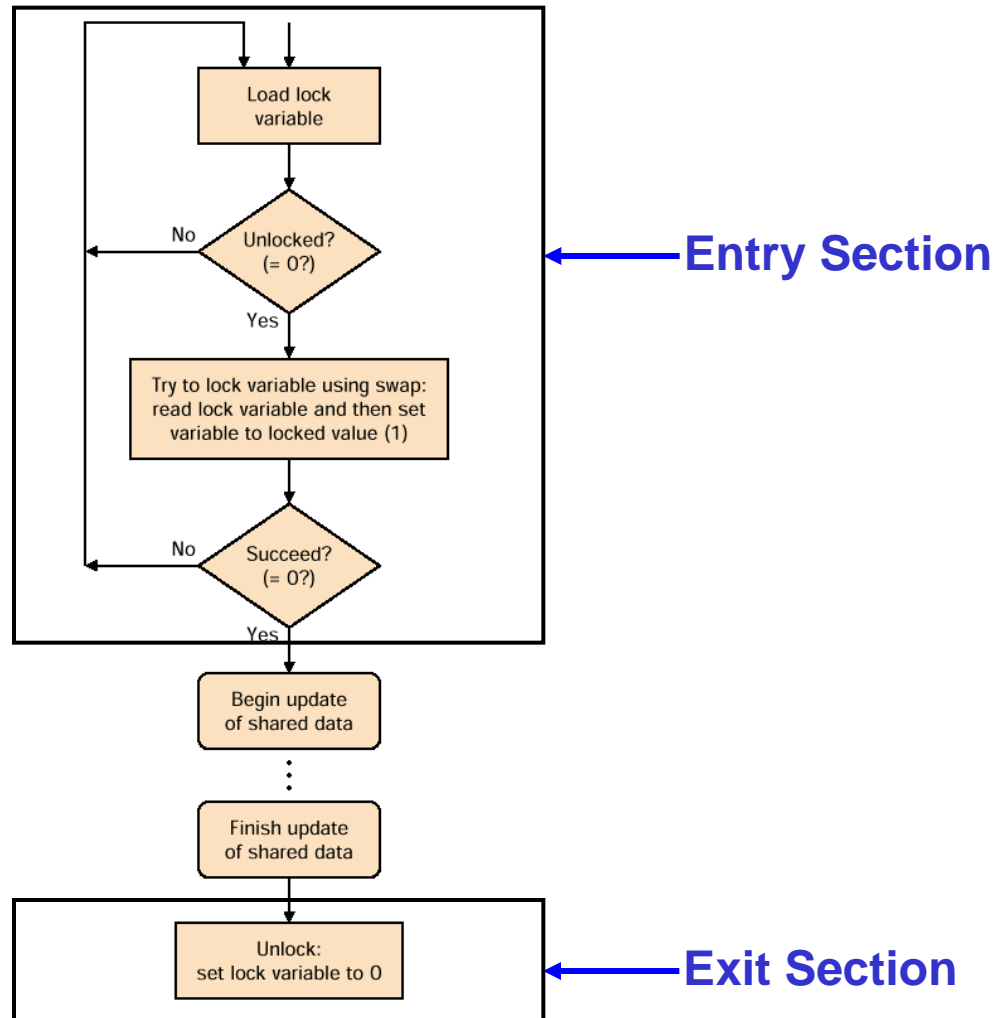 Load lock
variable
No
Unlocked?
(= 0?)
Entry Section
Yes
Try to lock variable using swap:
read lock variable and then set
variable to locked value (1)
No
Succeed?
(= 0?)
Yes
Begin update
of shared data
Finish update
of shared data
Unlock:
set lock variable to 0
Exit Section